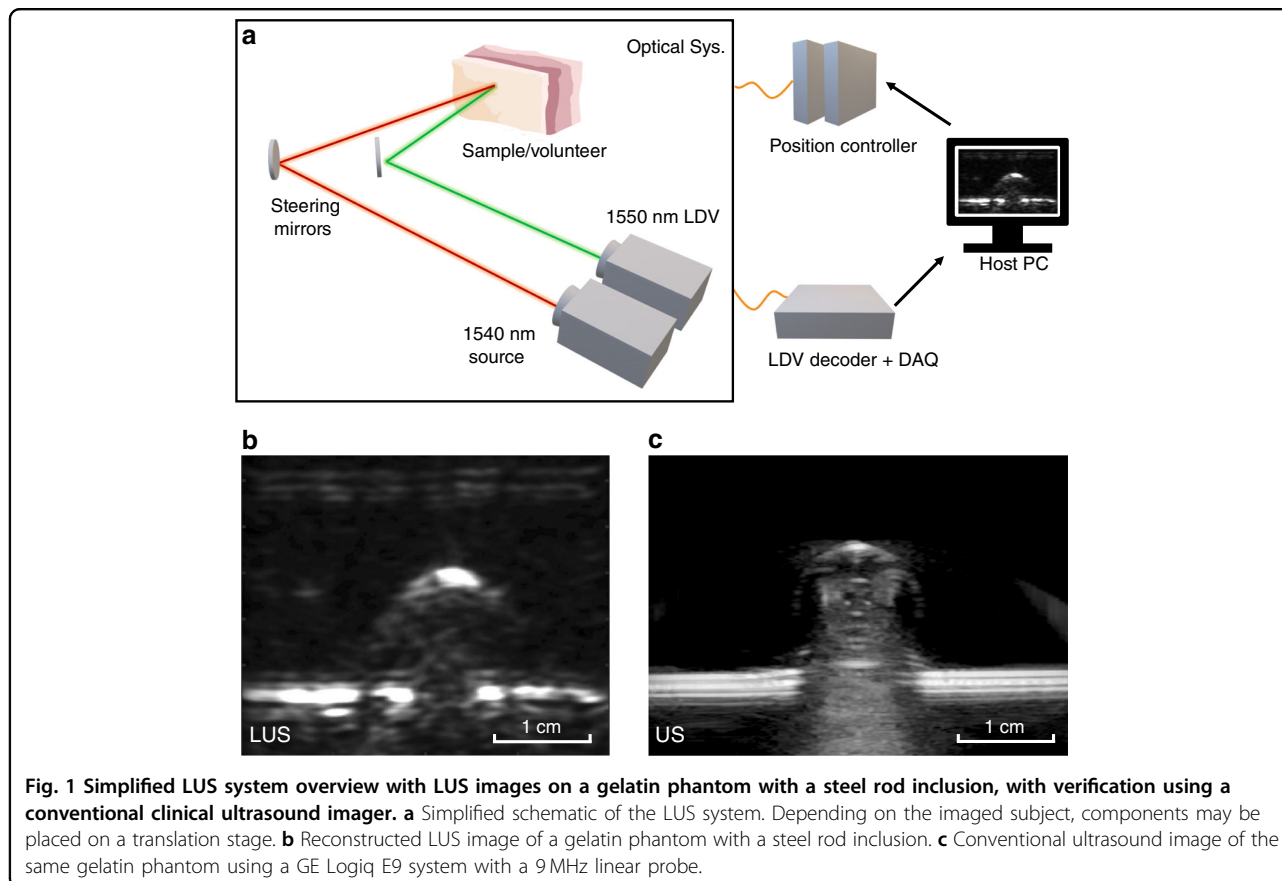 a
Optical Sys.
Sample/volunteer
Steering
mirrors
1550 nm LDV
1540 nm
source
Position controller
Host PC
LDV decoder + DAQ
b
LUS
1 cm
c
US
1 cm
Fig. 1 Simplified LUS system overview with LUS images on a gelatin phantom with a steel rod inclusion, with verification using a
conventional clinical ultrasound imager. a Simplified schematic of the LUS system. Depending on the imaged subject, components may be
placed on a translation stage. b Reconstructed LUS image of a gelatin phantom with a steel rod inclusion. c Conventional ultrasound image of the
same gelatin phantom using a GE Logiq E9 system with a 9 MHz linear probe.